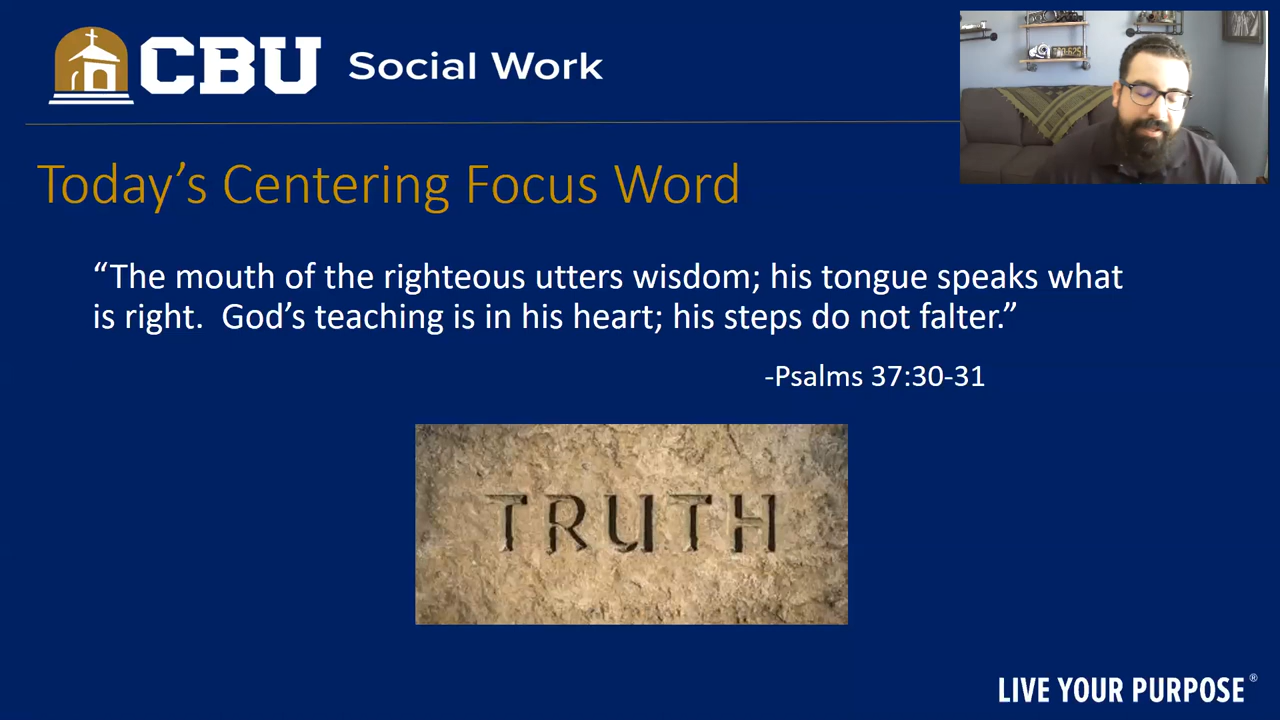 CBU Social Work
Today's Centering Focus Word
“The mouth of the righteous utters wisdom; his tongue speaks what
is right.  God's teaching is in his heart; his steps do not falter.”
-Psalms 37:30-31
TRUTH
LIVE YOUR PURPOSE®